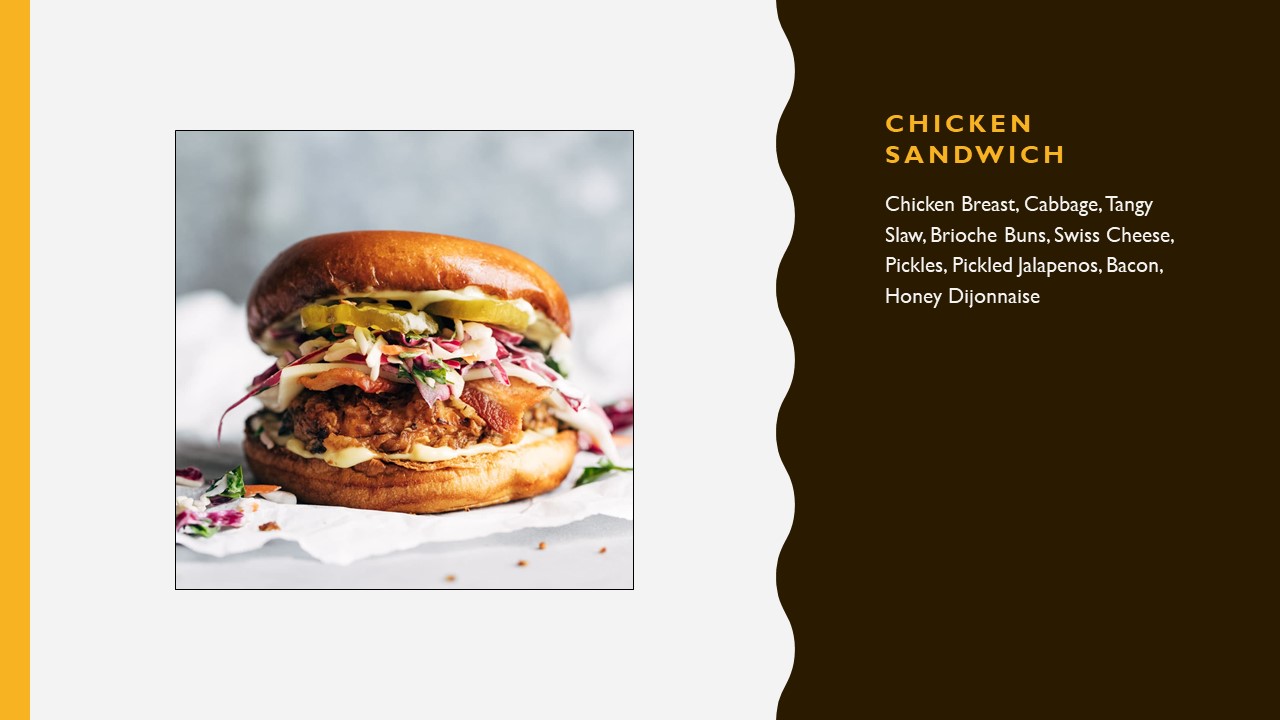 CHICKEN
SANDWICH
Chicken Breast, Cabbage, Tangy
Slaw, Brioche Buns, Swiss Cheese,
Pickles, Pickled Jalapenos, Bacon,
Honey Dijonnaise